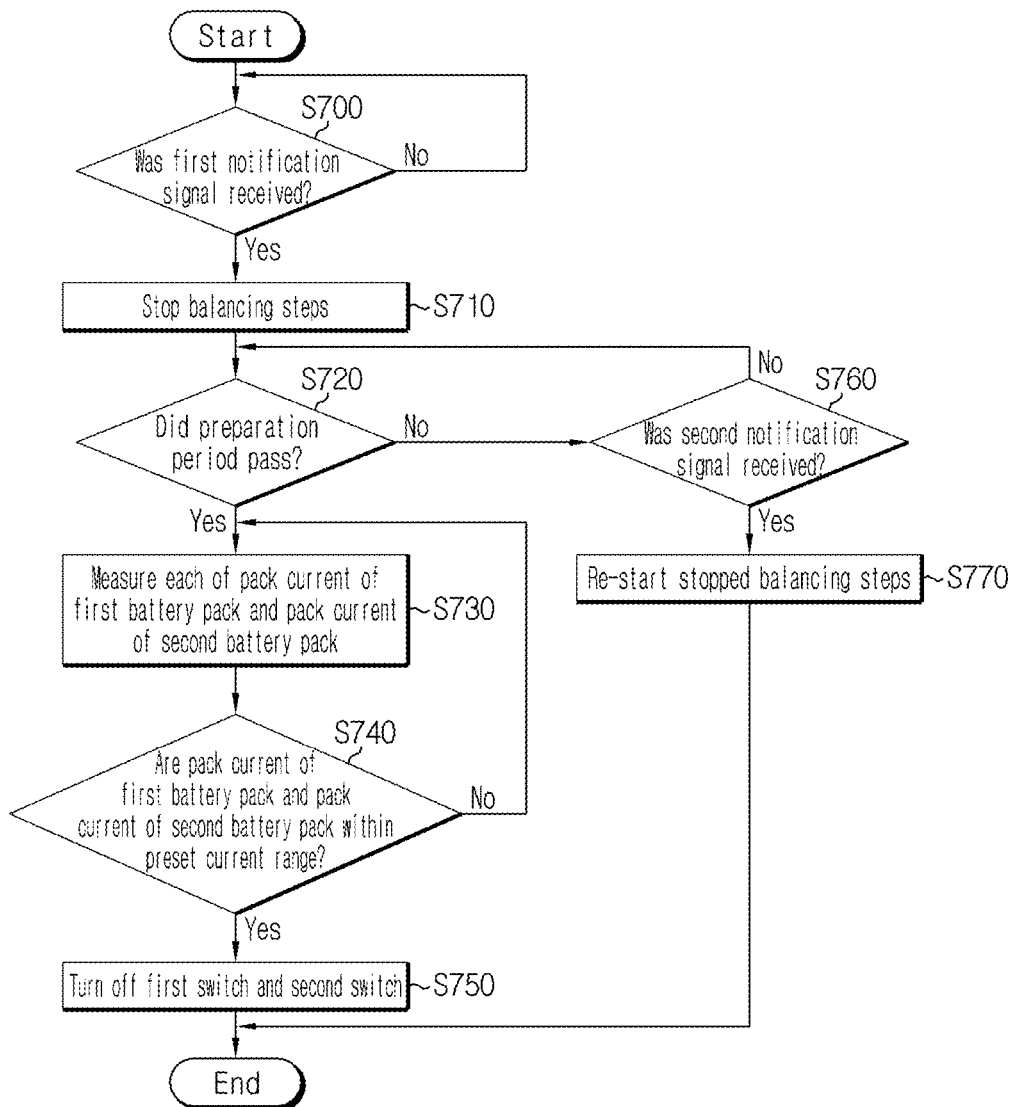 Start
S700
Was first notification
signal received?
No
Yes
Stop balancing steps
S710
No
S720
Did preparation
period pass?
No
S760
Was second notification
signal received?
Yes
Yes
Measure each of pack current of
first battery pack and pack current
of second battery pack
S730
Re-start stopped balancing steps
S770
S740
Are pack current of
first battery pack and pack
current of second battery pack within
preset current range?
No
Yes
Turn off first switch and second switch
S750
End